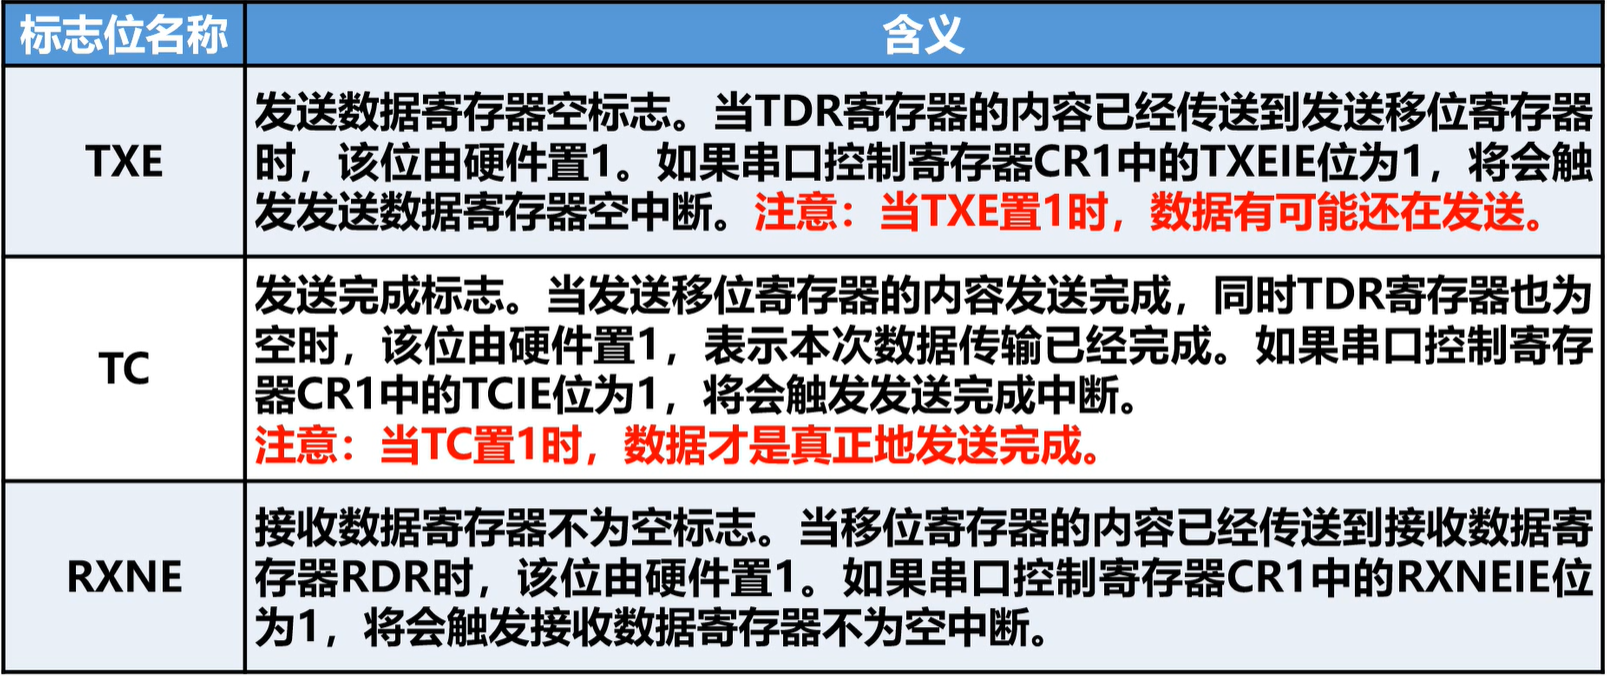 标志位名称
含义
TXE
发送数据寄存器空标志。当TDR寄存器的内容已经传送到发送移位寄存器
时，该位由硬件置1。如果串口控制寄存器CR1中的TXEIE位为1，将会触
发发送数据寄存器空中断。注意：当TXE置1时，数据有可能还在发送。
TC
发送完成标志。当发送移位寄存器的内容发送完成，同时TDR寄存器也为
空时，该位由硬件置1，表示本次数据传输已经完成。如果串口控制寄存
器CR1中的TCIE位为1，将会触发发送完成中断。
注意：当TC置1时，数据才是真正地发送完成。
RXNE
接收数据寄存器不为空标志。当移位寄存器的内容已经传送到接收数据寄
存器RDR时，该位由硬件置1。如果串口控制寄存器CR1中的RXNEIE位
为1，将会触发接收数据寄存器不为空中断。